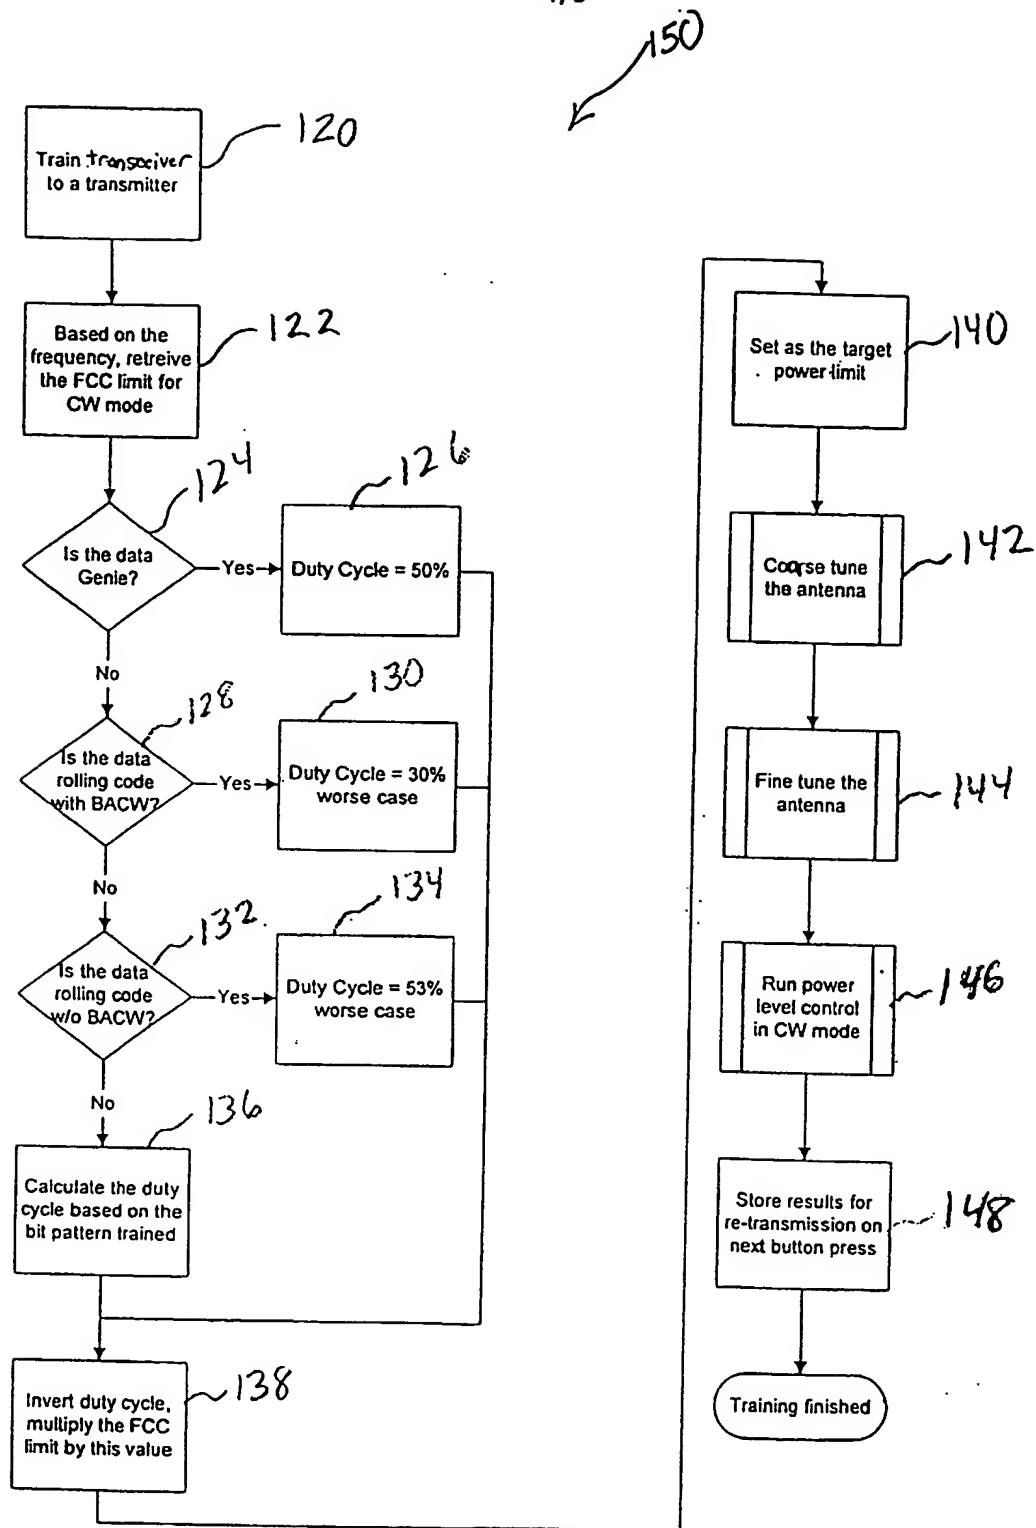 150
Train transceiver
to a transmitter
120
Based on the
frequency, retreive
the FCC limit for
CW mode
122
Is the data
Genie?
124
Yes
Duty Cycle = 50%
126
No
Is the data
rolling code
with BACW?
128
Yes
Duty Cycle = 30%
worse case
130
No
Is the data
rolling code
w/o BACW?
132
Yes
Duty Cycle = 53%
worse case
134
No
Calculate the duty
cycle based on the
bit pattern trained
136
Invert duty cycle,
multiply the FCC
limit by this value
138
Set as the target
power limit
140
Coarse tune
the antenna
142
Fine tune the
antenna
144
Run power
level control
in CW mode
146
Store results for
re-transmission on
next button press
148
Training finished